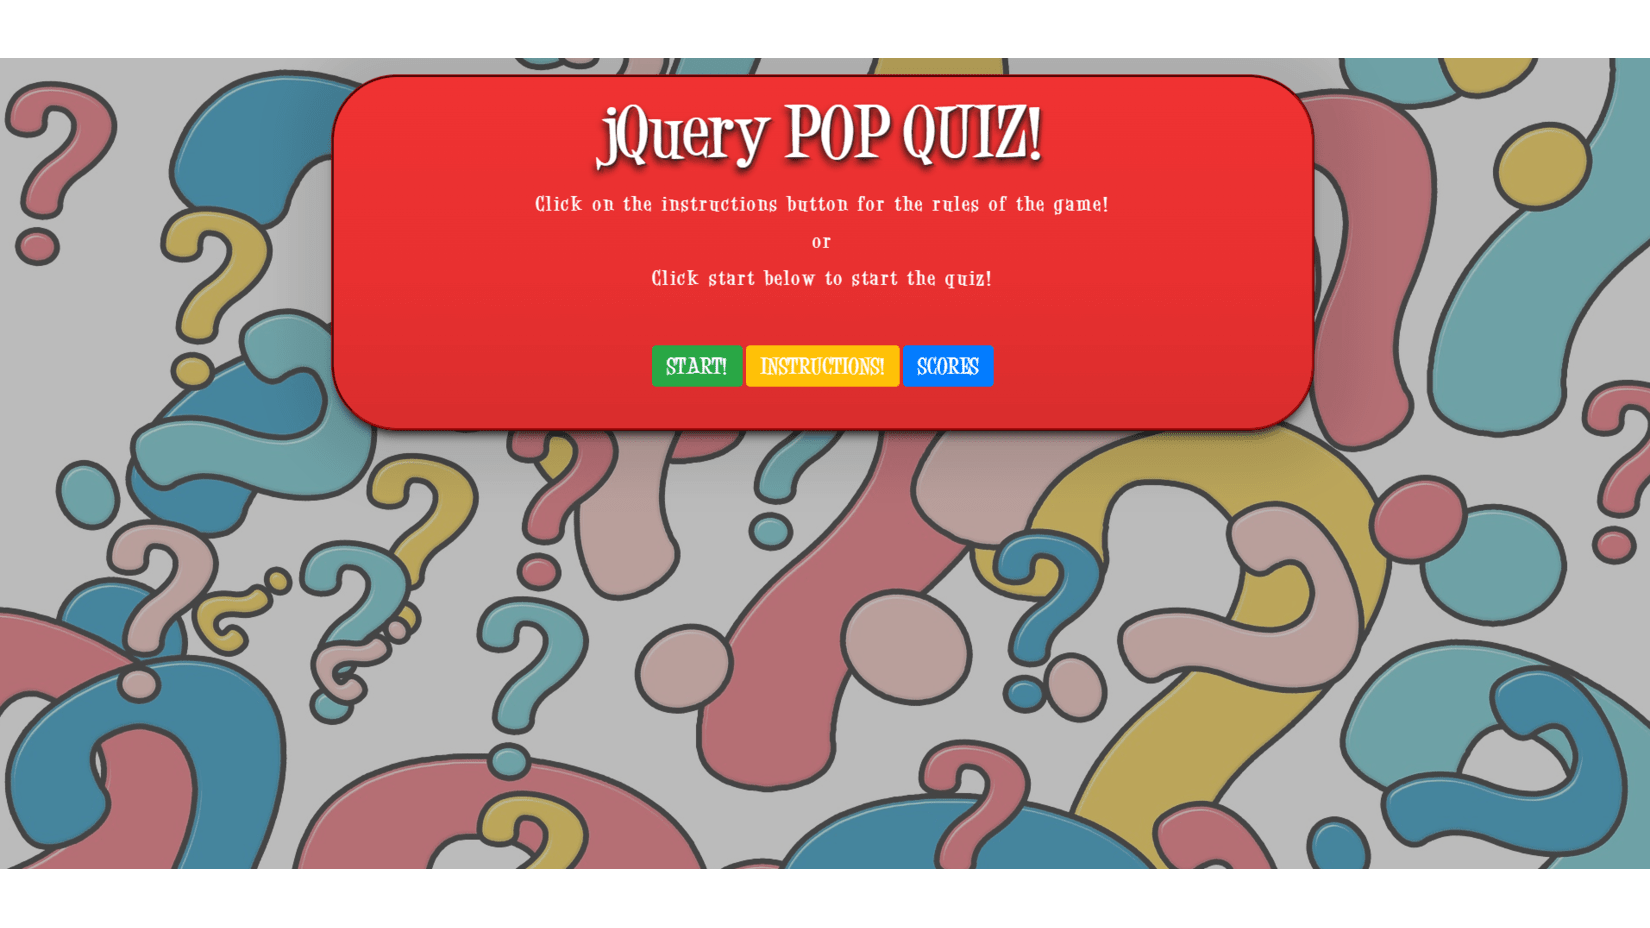 jQuery POP QUIZ!
Click on the instructions button for the rules of the game!
or
Click start below to start the quiz!
START! INSTRUCTIONS! SCORES